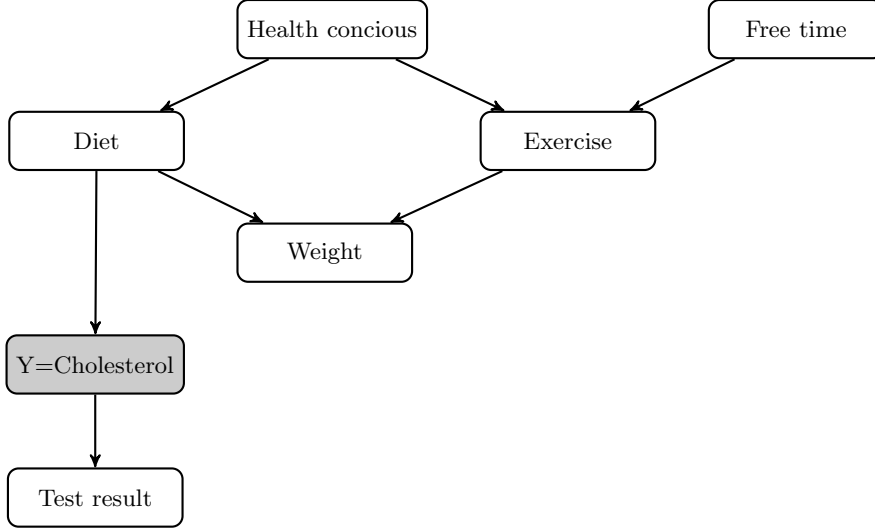 Health concious
Free time
Diet
Exercise
Weight
Y=Cholesterol
Test result